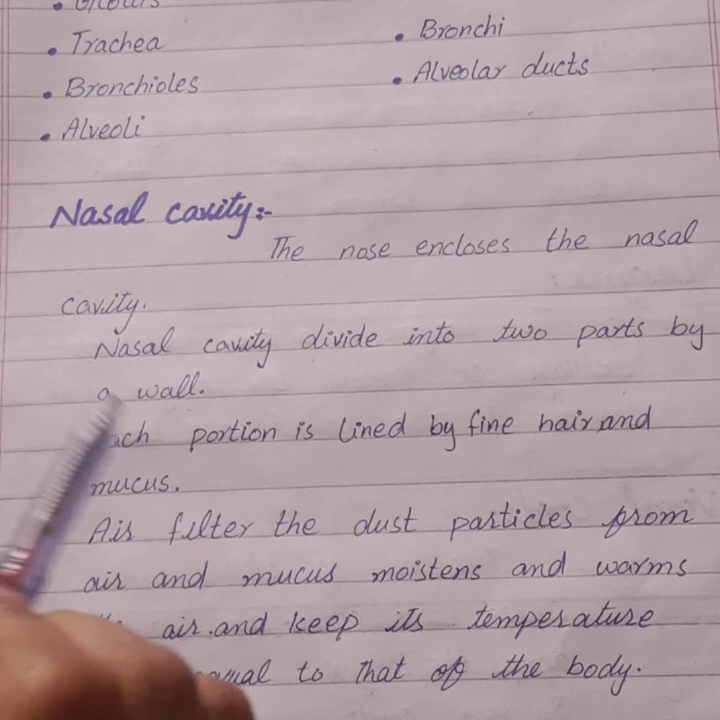 • Trachea
• Bronchi
• Bronchioles
• Alveolar ducts
• Alveoli
Nasal cavity:-
The nose encloses the nasal
cavity.
Nasal cavity divide into two parts by
a wall.
portion is lined by fine hair and
mucus.
Air filter the dust particles from
air and mucus moistens and warms
air.and keep its temperature
to that of the body.